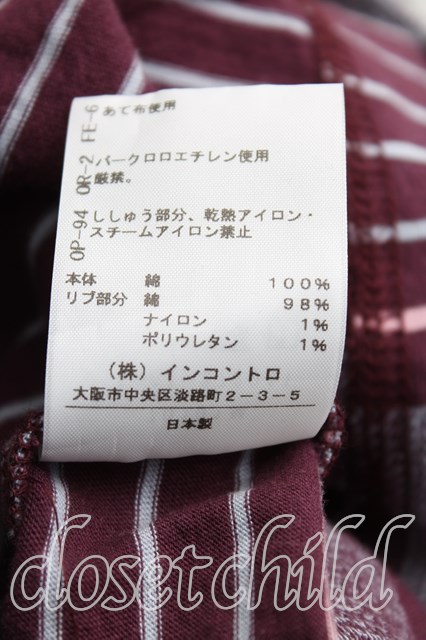 FE-6 あて布使用
OR-2 パークロロエチレン使用
厳禁。
OP-94 ししゅう部分、乾熱アイロン・
スチームアイロン禁止
本体 綿 100%
リブ部分 綿 98%
ナイロン 1%
ポリウレタン 1%
(株) インコントロ
大阪市中央区淡路町2-3-5
日本製
closet child